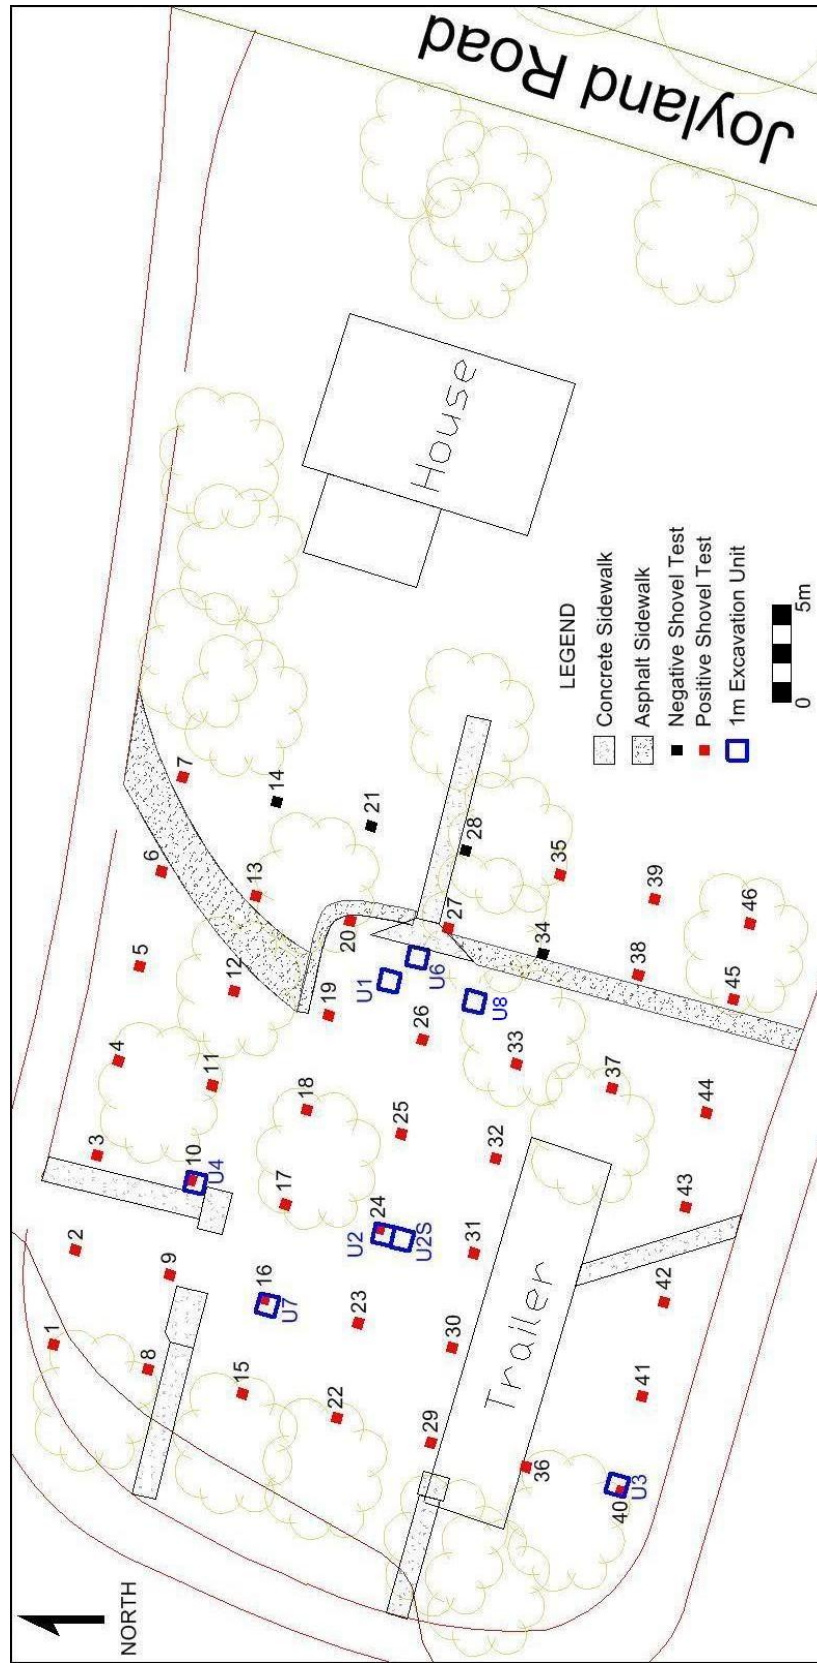 Joyland Road
House
LEGEND
Concrete Sidewalk
Asphalt Sidewalk
Negative Shovel Test
Positive Shovel Test
1m Excavation Unit
0 5m
NORTH
Trailer
1
2
3
4
5
6
7
8
9
10
U4
11
12
13
14
15
16
U7
17
18
19
20
21
22
23
24
U2
U2S
25
26
U1
U6
U8
27
28
29
30
31
32
33
34
35
36
37
38
39
40
U3
41
42
43
44
45
46